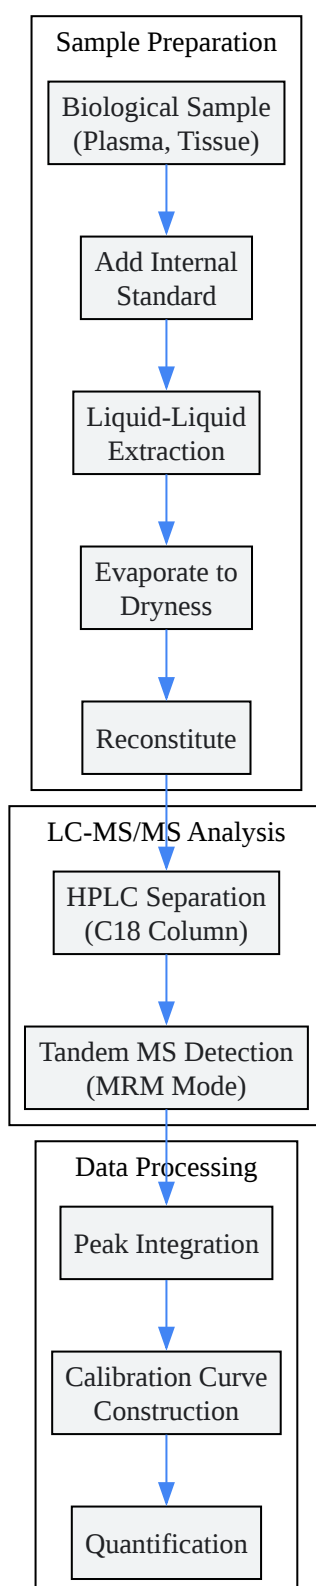 Sample Preparation
Biological Sample
(Plasma, Tissue)
Add Internal
Standard
Liquid-Liquid
Extraction
Evaporate to
Dryness
Reconstitute
LC-MS/MS Analysis
HPLC Separation
(C18 Column)
Tandem MS Detection
(MRM Mode)
Data Processing
Peak Integration
Calibration Curve
Construction
Quantification